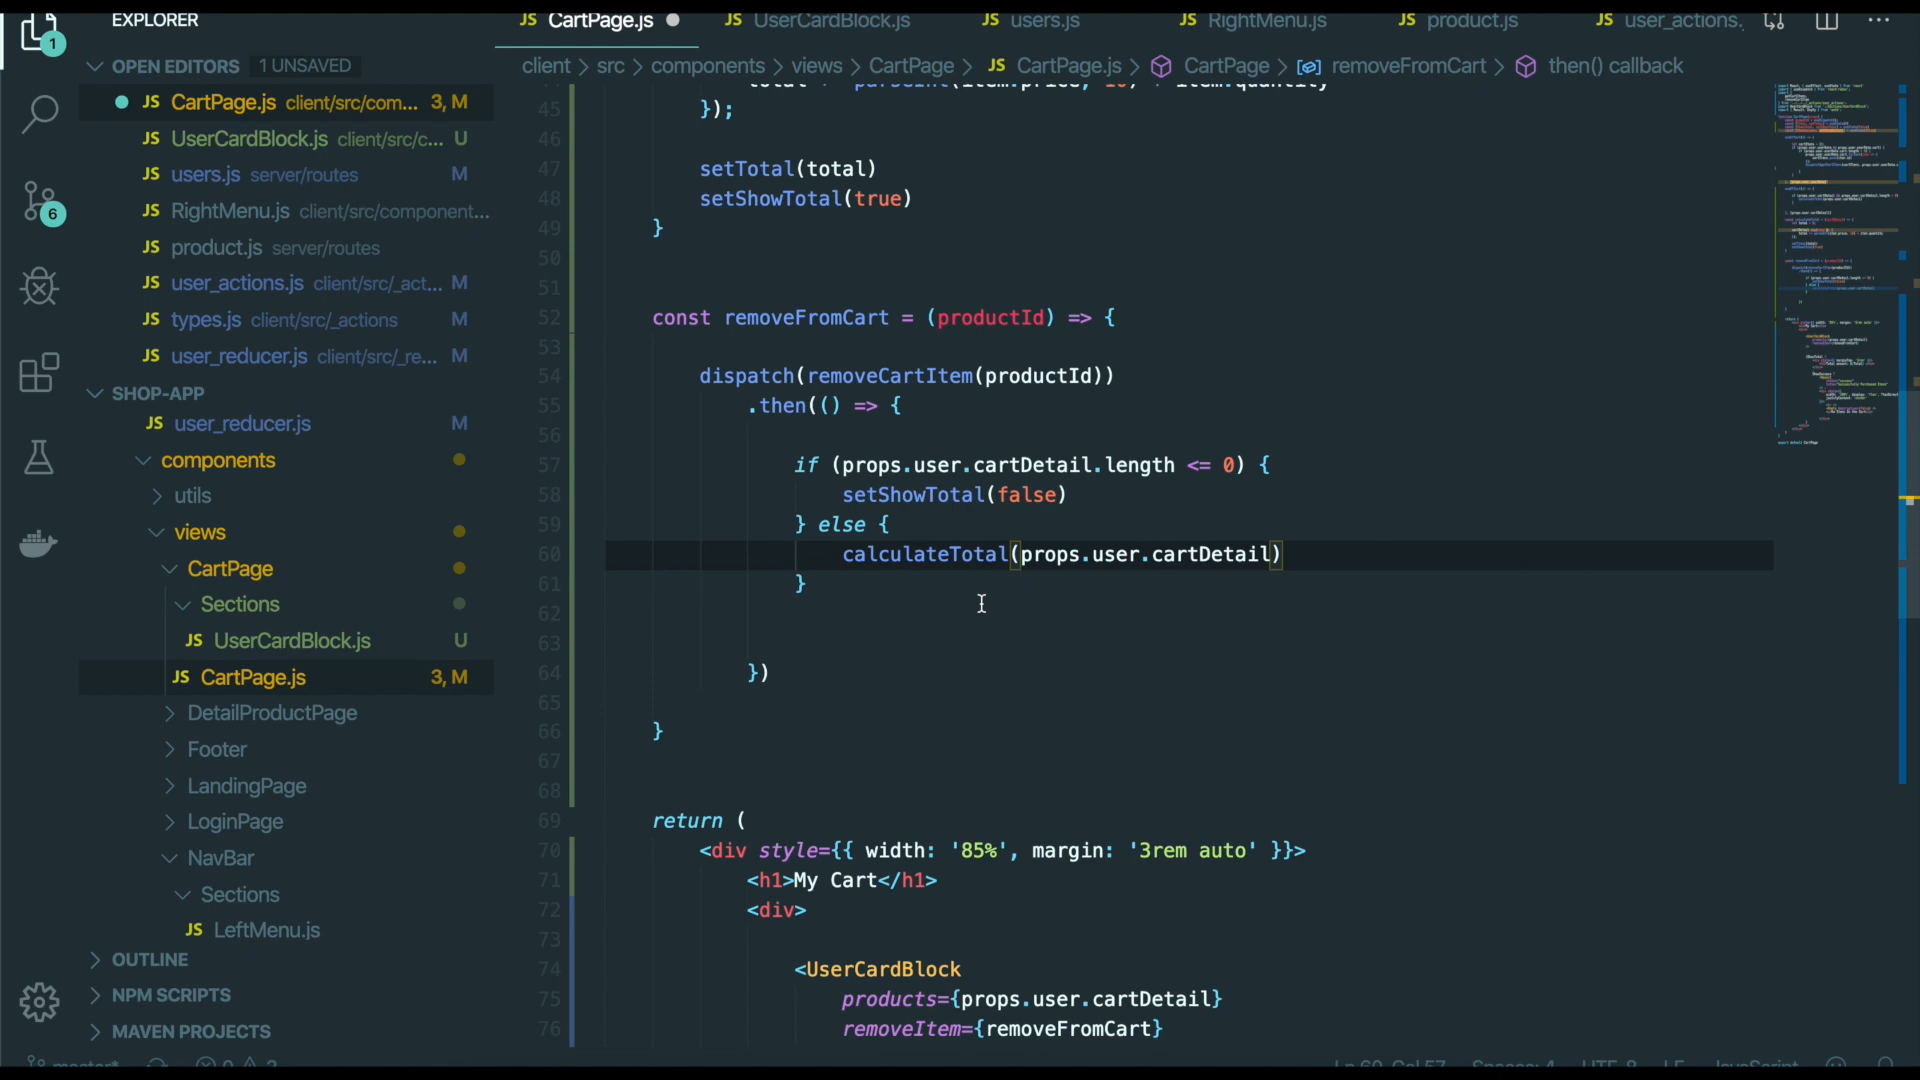 EXPLORER
JS CartPage.js
JS UserCardBlock.js
JS users.js
JS RightMenu.js
JS product.js
JS user_actions.
1
OPEN EDITORS 1 UNSAVED
client > src > components > views > CartPage > JS CartPage.js > CartPage > removeFromCart > then() callback
JS CartPage.js client/src/com... 3, M
JS UserCardBlock.js client/src/c... U
JS users.js server/routes M
JS RightMenu.js client/src/component...
JS product.js server/routes
JS user_actions.js client/src/_act... M
JS types.js client/src/_actions M
JS user_reducer.js client/src/_re... M
6
SHOP-APP
JS user_reducer.js M
components
utils
views
CartPage
Sections
JS UserCardBlock.js U
JS CartPage.js 3, M
DetailProductPage
Footer
LandingPage
LoginPage
NavBar
Sections
JS LeftMenu.js
OUTLINE
NPM SCRIPTS
MAVEN PROJECTS
45 });
46
47 setTotal(total)
48 setShowTotal(true)
49 }
50
51
52 const removeFromCart = (productId) => {
53
54 dispatch(removeCartItem(productId))
55 .then(() => {
56
57 if (props.user.cartDetail.length <= 0) {
58 setShowTotal(false)
59 } else {
60 calculateTotal(props.user.cartDetail)
61 }
62
63
64 })
65
66 }
67
68
69 return (
70 <div style={{ width: '85%', margin: '3rem auto' }}>
71 <h1>My Cart</h1>
72 <div>
73
74 <UserCardBlock
75 products={props.user.cartDetail}
76 removeItem={removeFromCart}